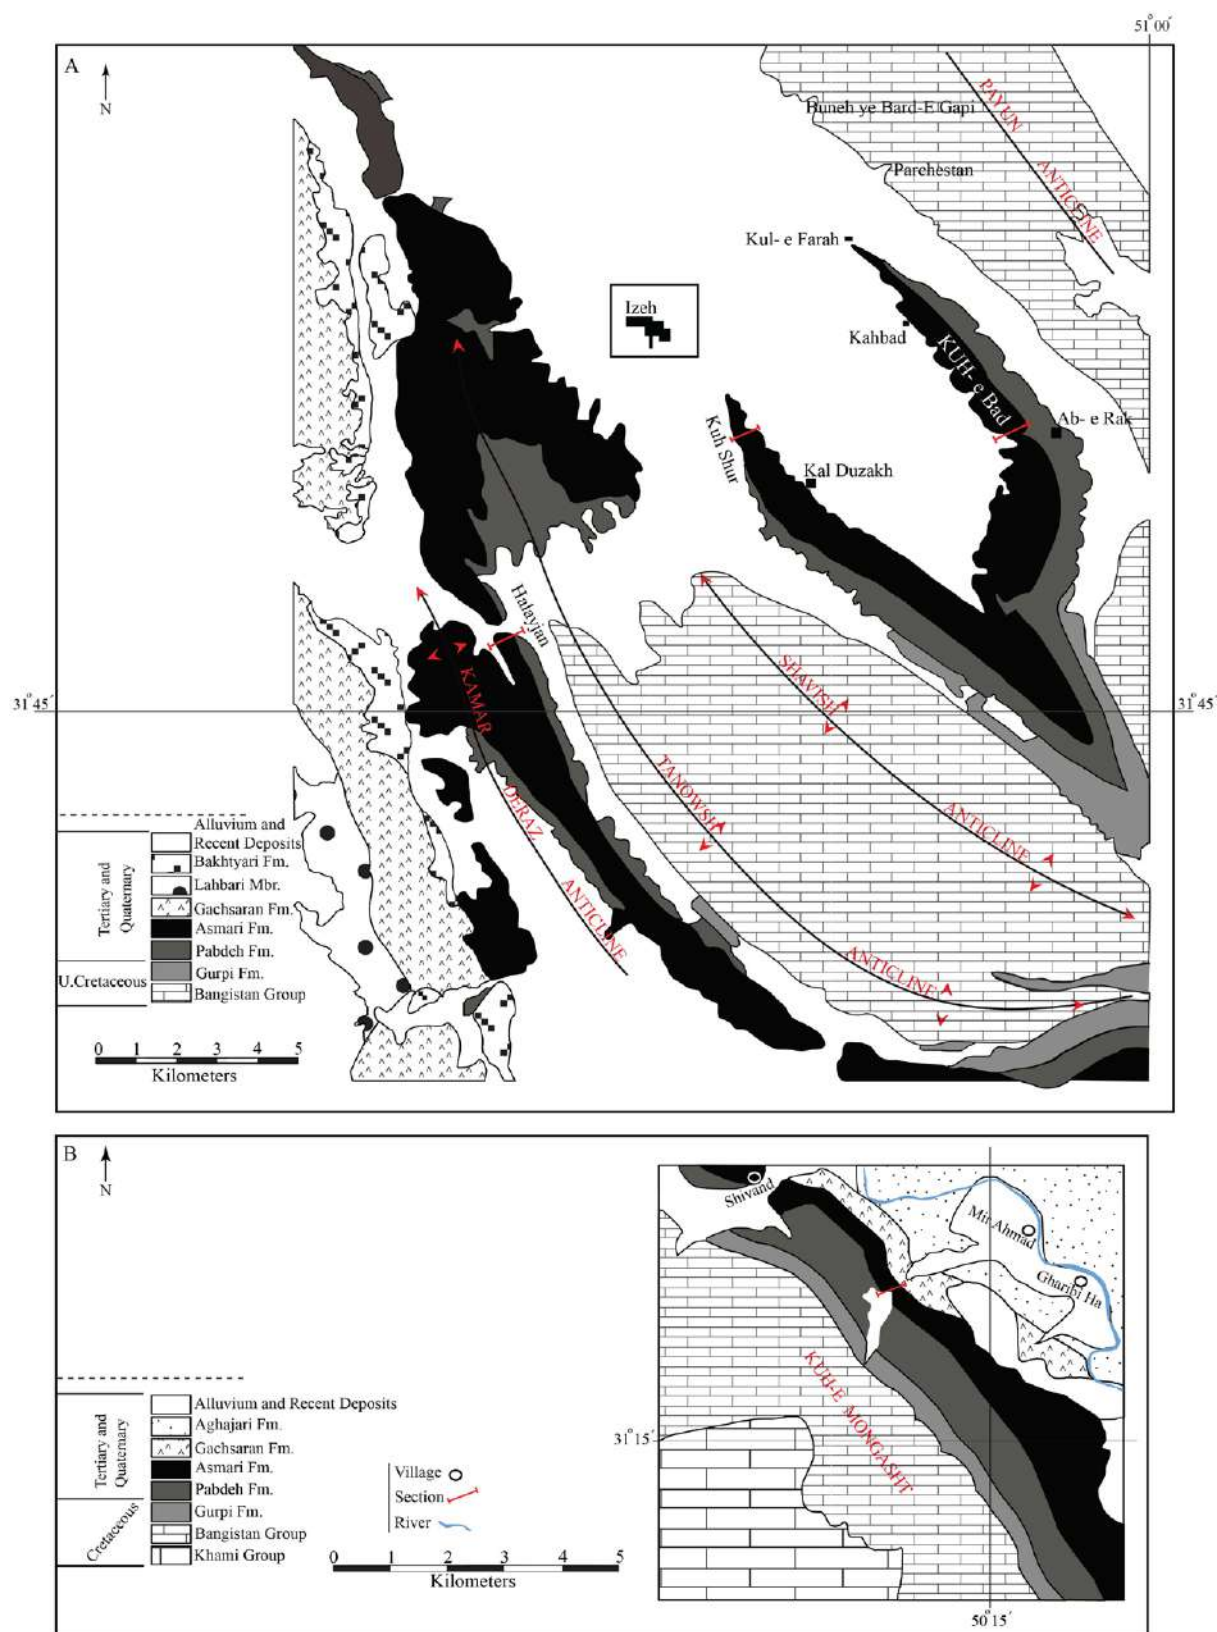 51°00′
A
N
PAYUN
ANTICLINE
Buneh ye Bard-E Gapi
Parchestan
Kul- e Farah
Izeh
Kahbad
KUH- e Bad
Ab- e Rak
Kuh Shur
Kal Duzakh
Halayjan
31°45′
31°45′
KAMAR
DERAZ
ANTICLINE
SHAVISH
ANTICLINE
TANOWSH
ANTICLINE
Tertiary and
Quaternary
U.Cretaceous
Alluvium and
Recent Deposits
Bakhtyari Fm.
Lahbari Mbr.
Gachsaran Fm.
Asmari Fm.
Pabdeh Fm.
Gurpi Fm.
Bangistan Group
0 1 2 3 4 5
Kilometers
B
N
Shivand
Mir Ahmad
Gharibi Ha
KUH-E MONGASHT
31°15′
50°15′
Tertiary and
Quaternary
Cretaceous
Alluvium and Recent Deposits
Aghajari Fm.
Gachsaran Fm.
Asmari Fm.
Pabdeh Fm.
Gurpi Fm.
Bangistan Group
Khami Group
Village
Section
River
0 1 2 3 4 5
Kilometers